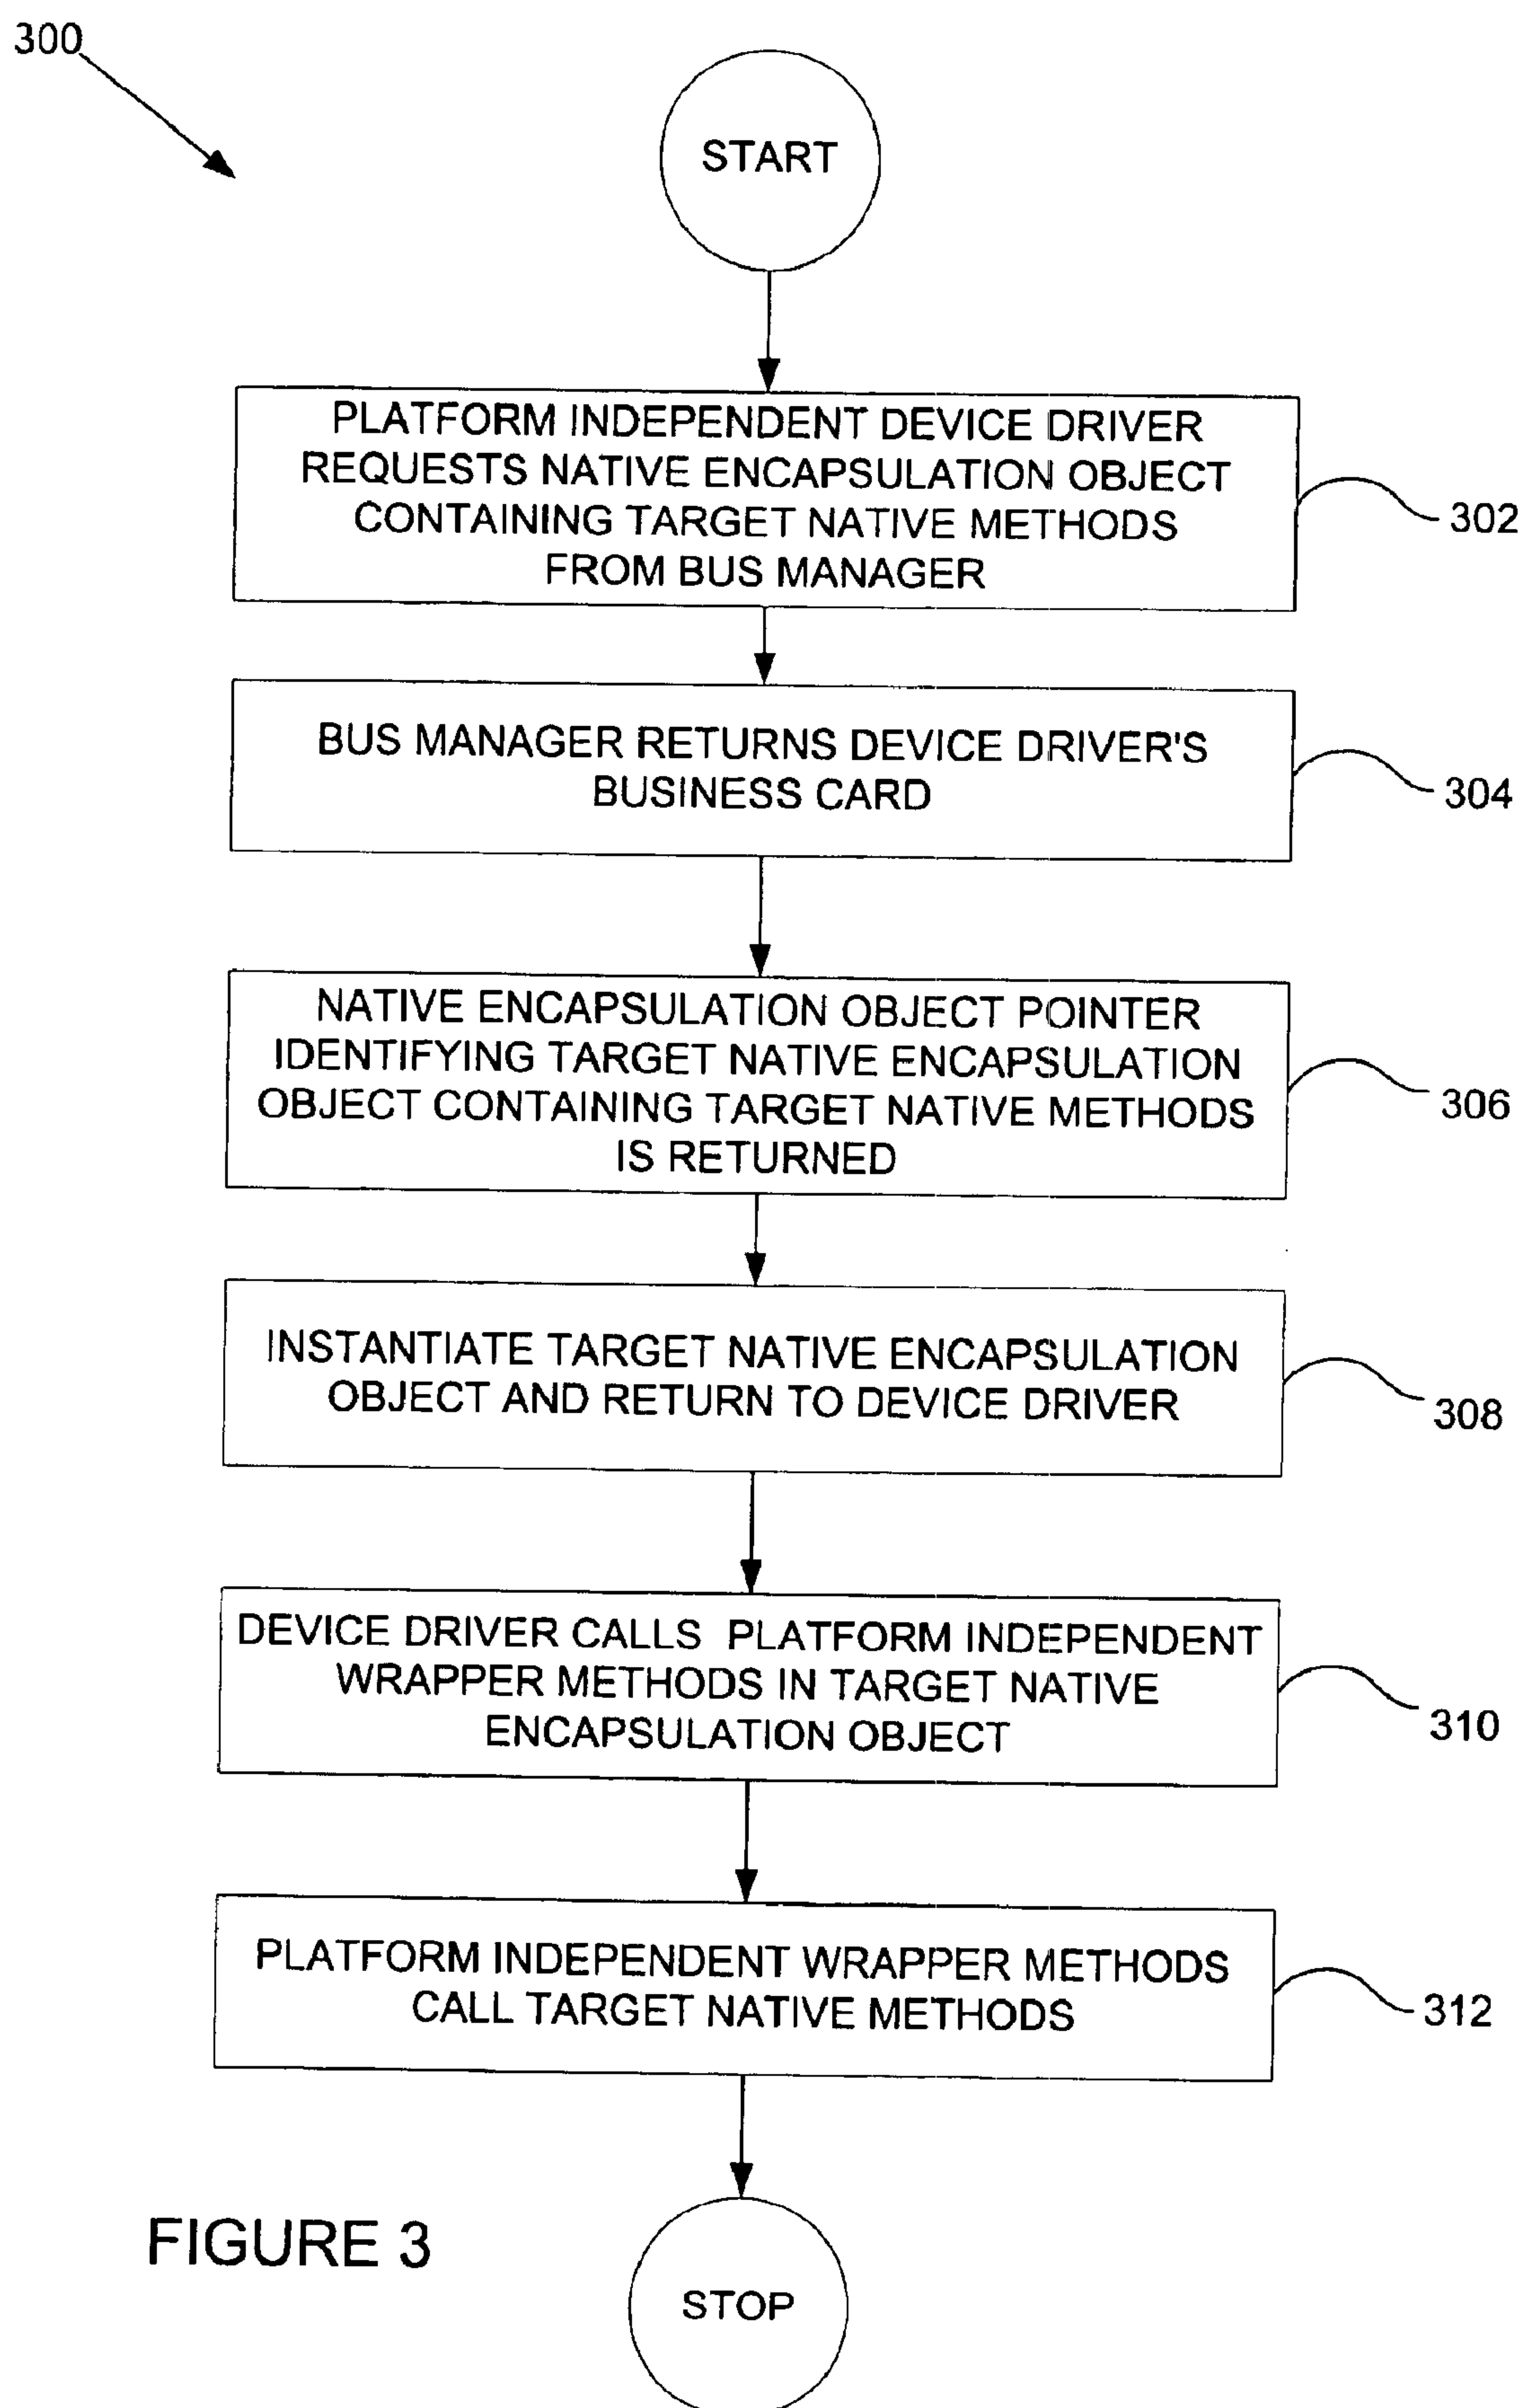 300
START
PLATFORM INDEPENDENT DEVICE DRIVER
REQUESTS NATIVE ENCAPSULATION OBJECT
CONTAINING TARGET NATIVE METHODS
FROM BUS MANAGER
302
BUS MANAGER RETURNS DEVICE DRIVER'S
BUSINESS CARD
304
NATIVE ENCAPSULATION OBJECT POINTER
IDENTIFYING TARGET NATIVE ENCAPSULATION
OBJECT CONTAINING TARGET NATIVE METHODS
IS RETURNED
306
INSTANTIATE TARGET NATIVE ENCAPSULATION
OBJECT AND RETURN TO DEVICE DRIVER
308
DEVICE DRIVER CALLS PLATFORM INDEPENDENT
WRAPPER METHODS IN TARGET NATIVE
ENCAPSULATION OBJECT
310
PLATFORM INDEPENDENT WRAPPER METHODS
CALL TARGET NATIVE METHODS
312
FIGURE 3
STOP